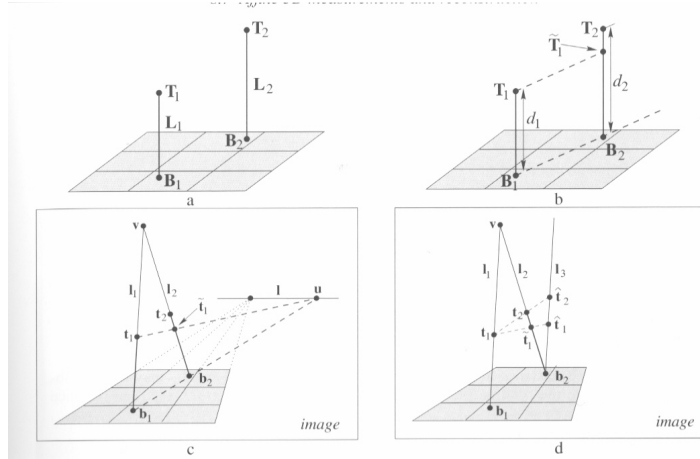 T₂
T₁
L₂
L₁
B₂
B₁
a
T₂
T̃₁
T₁
d₂
d₁
B₂
B₁
b
v
l₁
l₂
l
u
t₂
t̃₁
t₁
b₂
b₁
image
c
v
l₁
l₂
l₃
t̂₂
t₂
t̂₁
t₁
t̃₁
b₂
b₁
image
d